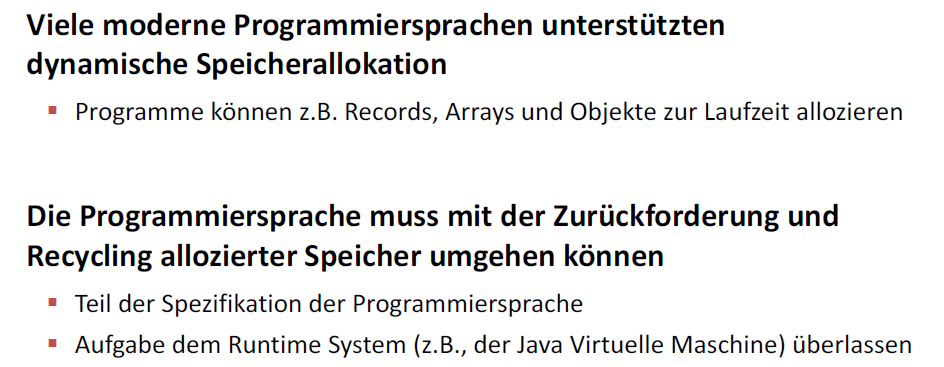 Viele moderne Programmiersprachen unterstützten
dynamische Speicherallokation
▪ Programme können z.B. Records, Arrays und Objekte zur Laufzeit allozieren
Die Programmiersprache muss mit der Zurückforderung und
Recycling allozierter Speicher umgehen können
▪ Teil der Spezifikation der Programmiersprache
▪ Aufgabe dem Runtime System (z.B., der Java Virtuelle Maschine) überlassen